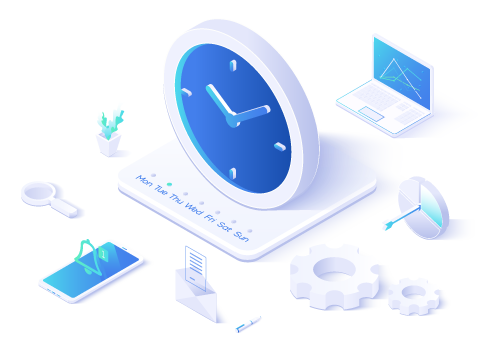 Mon Tue Thu Wed Fri Sat Sun